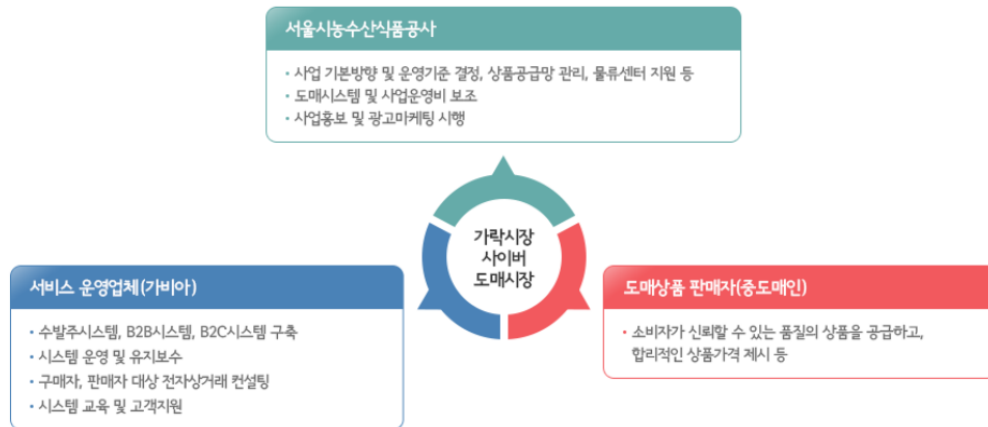 서울시농수산식품공사
• 사업 기본방향 및 운영기준 결정, 상품공급망 관리, 물류센터 지원 등
• 도매시스템 및 사업운영비 보조
• 사업홍보 및 광고마케팅 시행
가락시장
사이버
도매시장
서비스 운영업체(가비아)
• 수발주시스템, B2B시스템, B2C시스템 구축
• 시스템 운영 및 유지보수
• 구매자, 판매자 대상 전자상거래 컨설팅
• 시스템 교육 및 고객지원
도매상품 판매자(중도매인)
• 소비자가 신뢰할 수 있는 품질의 상품을 공급하고,
합리적인 상품가격 제시 등